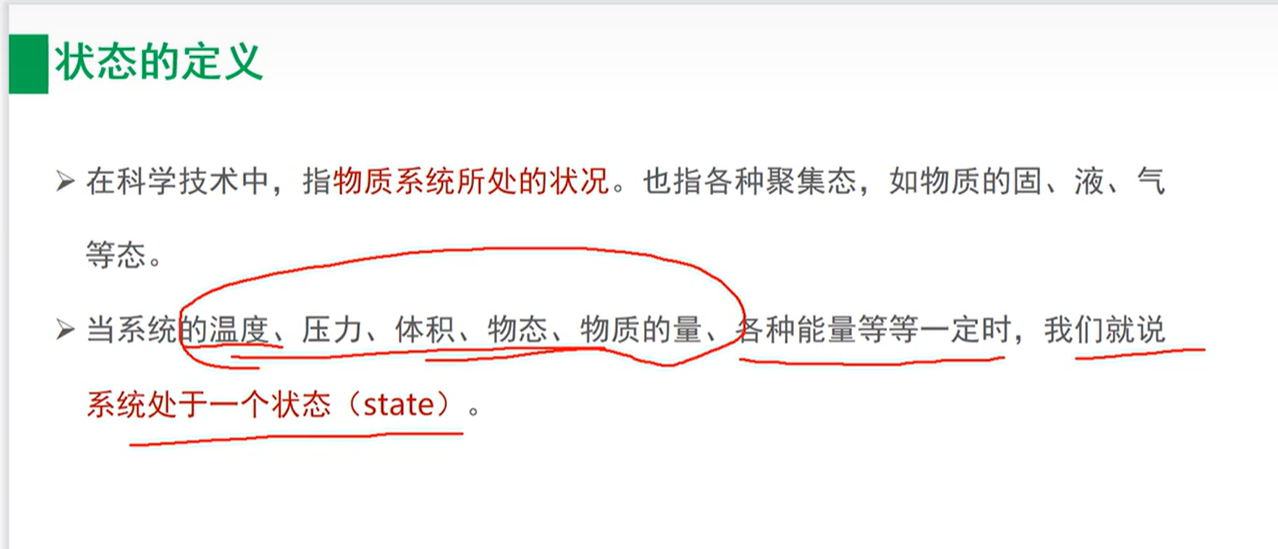 状态的定义
➢ 在科学技术中，指物质系统所处的状况。也指各种聚集态，如物质的固、液、气
等态。
➢ 当系统的温度、压力、体积、物态、物质的量、各种能量等等一定时，我们就说
系统处于一个状态（state）。